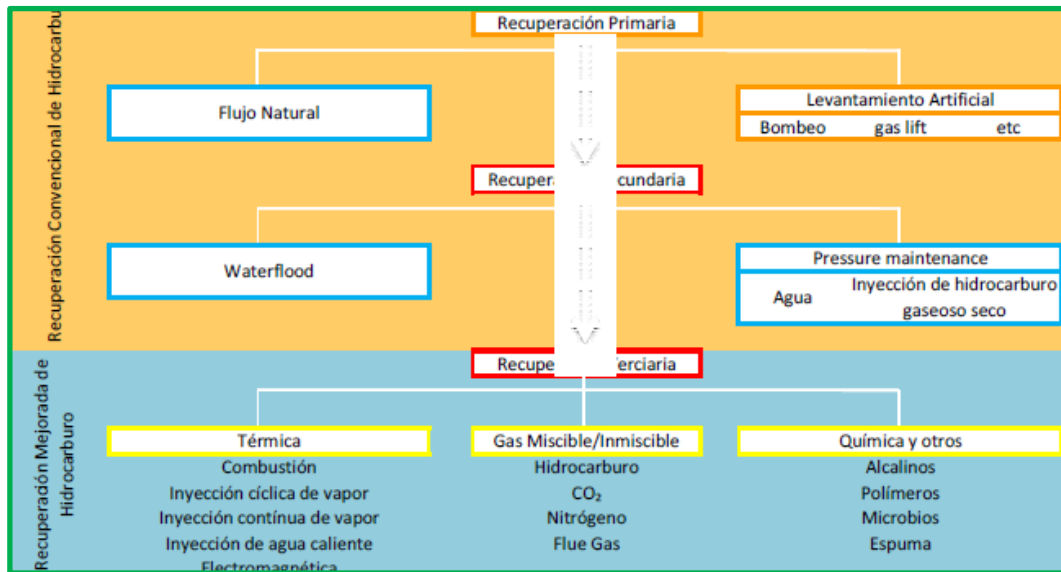 Recuperación Primaria
Recuperación Convencional de Hidrocarbu
Flujo Natural
Levantamiento Artificial
Bombeo gas lift etc
Recupera cundaria
Waterflood
Pressure maintenance
Agua Inyección de hidrocarburo
gaseoso seco
Recupe erciaria
Recuperación Mejorada de
Hidrocarburo
Térmica
Combustión
Inyección cíclica de vapor
Inyección contínua de vapor
Inyección de agua caliente
Electromagnética
Gas Miscible/Inmiscible
Hidrocarburo
CO₂
Nitrógeno
Flue Gas
Química y otros
Alcalinos
Polímeros
Microbios
Espuma